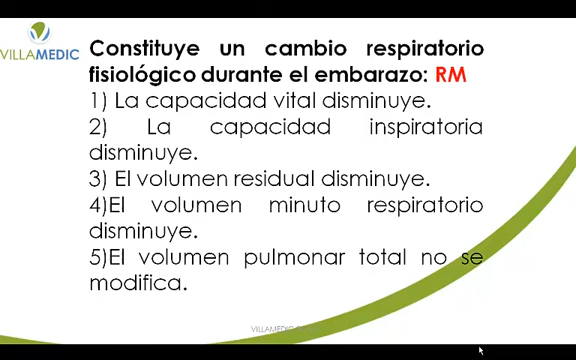 VILLAMEDIC
Constituye un cambio respiratorio
fisiológico durante el embarazo: RM
1) La capacidad vital disminuye.
2) La capacidad inspiratoria
disminuye.
3) El volumen residual disminuye.
4)El volumen minuto respiratorio
disminuye.
5)El volumen pulmonar total no se
modifica.
VILLAMEDIC